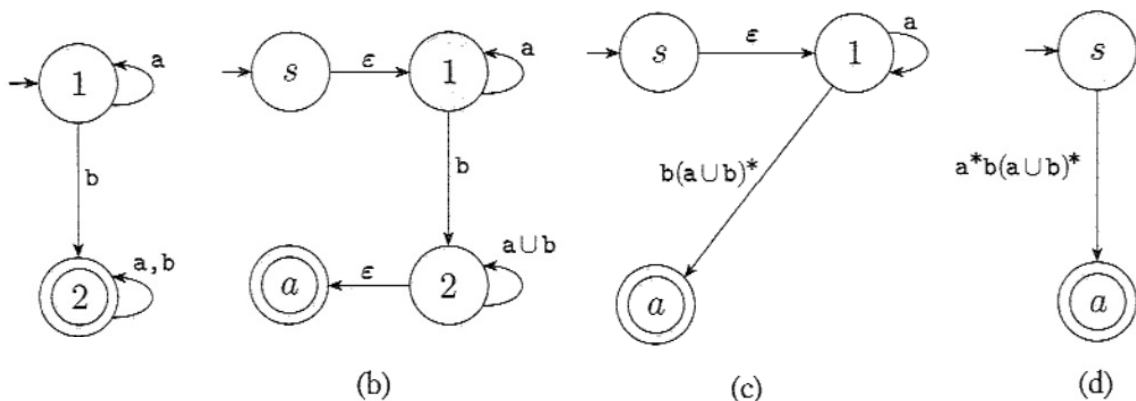 1 a s ε 1 a s ε 1 a s
b b b(a∪b)* a*b(a∪b)*
2 a,b a ε 2 a∪b a a
(b) (c) (d)